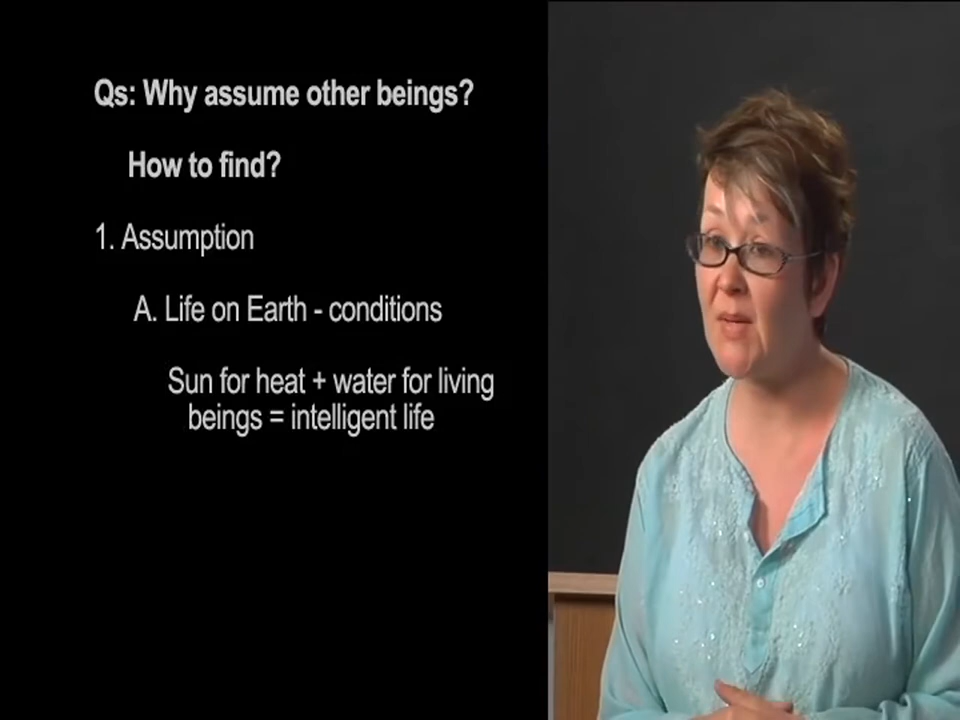 Qs: Why assume other beings?
How to find?
1. Assumption
A. Life on Earth - conditions
Sun for heat + water for living
beings = intelligent life